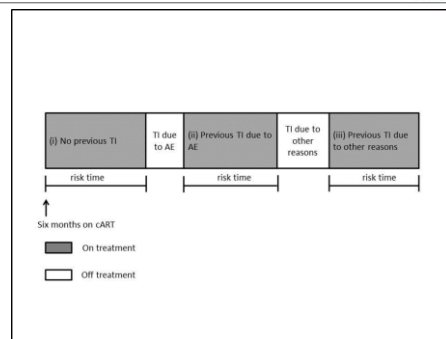 (i) No previous TI
TI due
to AE
(ii) Previous TI due to
AE
TI due to
other
reasons
(iii) Previous TI due
to other reasons
risk time
risk time
risk time
Six months on cART
On treatment
Off treatment